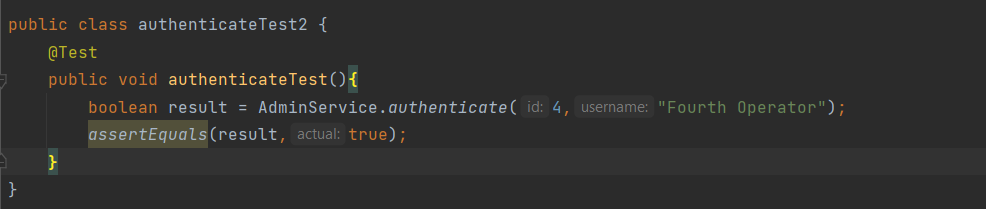 public class authenticateTest2 {
@Test
public void authenticateTest(){
boolean result = AdminService.authenticate( id: 4, username: "Fourth Operator");
assertEquals(result, actual: true);
}
}